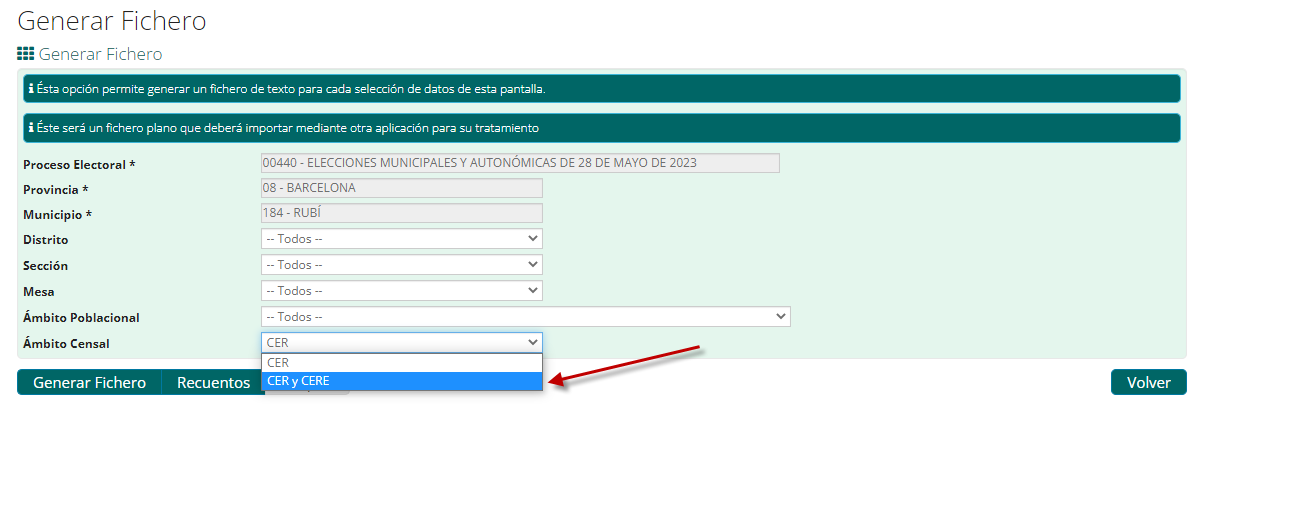 Generar Fichero
Generar Fichero
Ésta opción permite generar un fichero de texto para cada selección de datos de esta pantalla.
Éste será un fichero plano que deberá importar mediante otra aplicación para su tratamiento
Proceso Electoral * 00440 - ELECCIONES MUNICIPALES Y AUTONÓMICAS DE 28 DE MAYO DE 2023
Provincia * 08 - BARCELONA
Municipio * 184 - RUBÍ
Distrito -- Todos --
Sección -- Todos --
Mesa -- Todos --
Ámbito Poblacional -- Todos --
Ámbito Censal CER
CER
CER y CERE
Generar Fichero Recuentos Volver